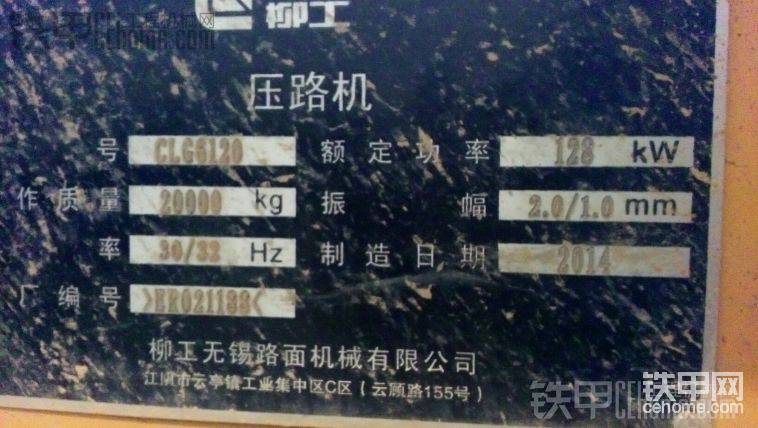 柳工
压路机
号 CLG6120 额定功率 128 kW
作质量 20000 kg 振幅 2.0/1.0 mm
率 30/32 Hz 制造日期 2014
厂编号 >ER021188<
柳工无锡路面机械有限公司
江阴市云亭镇工业集中区C区（云顾路155号）
铁甲网
cehome.com